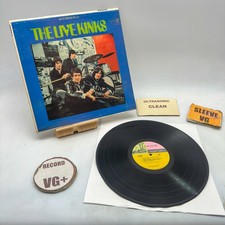 THE LIVE KINKS
ULTRASONIC
CLEAN
SLEEVE
VG
RECORD
VG+